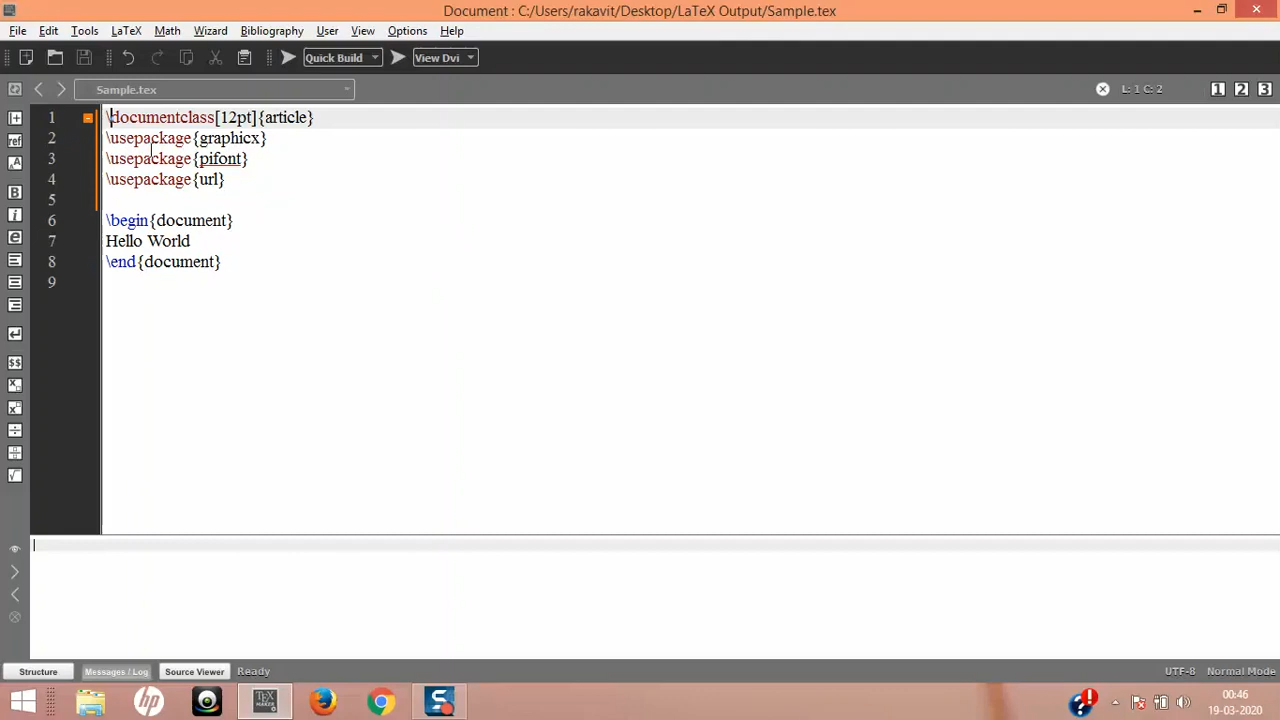 Document : C:/Users/rakavit/Desktop/LaTeX Output/Sample.tex
File Edit Tools LaTeX Math Wizard Bibliography User View Options Help
Quick Build View Dvi
Sample.tex L: 1 C: 2 1 2 3
1 \documentclass[12pt]{article}
2 \usepackage{graphicx}
3 \usepackage{pifont}
4 \usepackage{url}
5
6 \begin{document}
7 Hello World
8 \end{document}
9
Structure Messages / Log Source Viewer Ready UTF-8 Normal Mode
00:46
19-03-2020